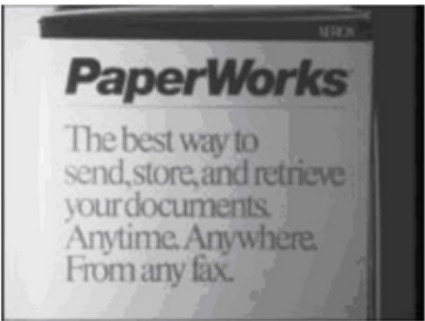 XEROX
PaperWorks
The best way to
send, store, and retrieve
your documents.
Anytime. Anywhere.
From any fax.